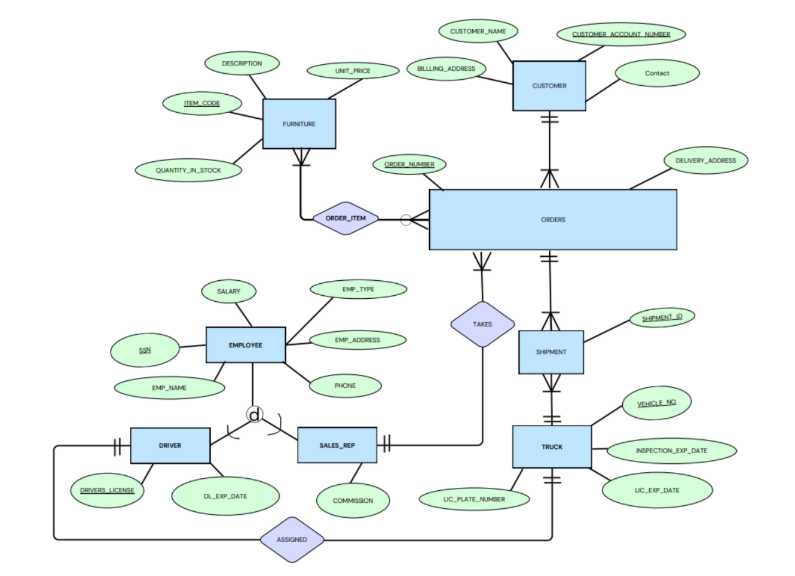 CUSTOMER_NAME
CUSTOMER_ACCOUNT_NUMBER
DESCRIPTION
UNIT_PRICE
BILLLING_ADDRESS
CUSTOMER
Contact
ITEM_CODE
FURNITURE
QUANTITY_IN_STOCK
ORDER_NUMBER
DELIVERY_ADDRESS
ORDER_ITEM
ORDERS
SALARY
EMP_TYPE
SHIPMENT_ID
TAKES
EMPLOYEE
EMP_ADDRESS
SSN
SHIPMENT
EMP_NAME
PHONE
VEHICLE_NO
d
DRIVER
SALES_REP
TRUCK
INSPECTION_EXP_DATE
DRIVERS_LICENSE
DL_EXP_DATE
COMMISSION
LIC_PLATE_NUMBER
LIC_EXP_DATE
ASSIGNED